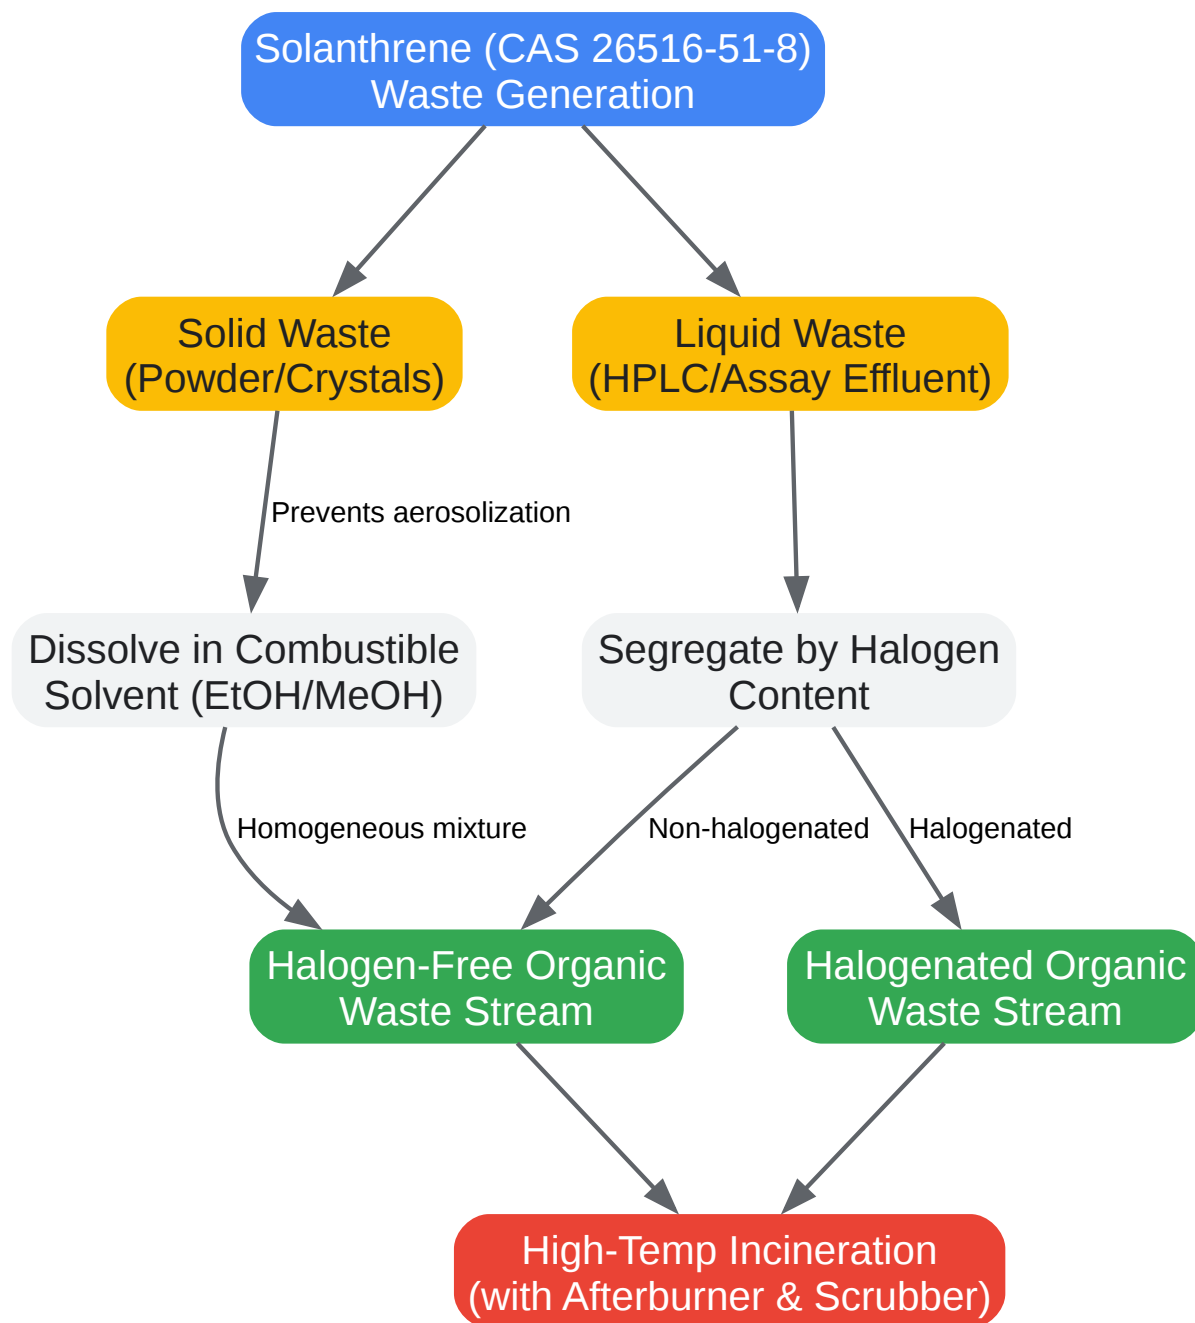 Solanthrene (CAS 26516-51-8)
Waste Generation
Solid Waste
(Powder/Crystals)
Liquid Waste
(HPLC/Assay Effluent)
Prevents aerosolization
Dissolve in Combustible
Solvent (EtOH/MeOH)
Segregate by Halogen
Content
Homogeneous mixture
Non-halogenated
Halogenated
Halogen-Free Organic
Waste Stream
Halogenated Organic
Waste Stream
High-Temp Incineration
(with Afterburner & Scrubber)